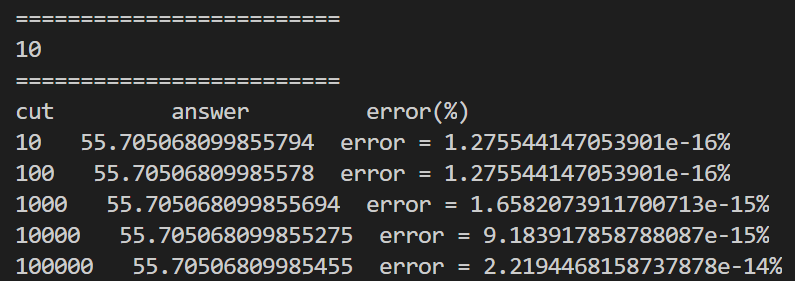 =========================
10
=========================
cut         answer           error(%)
10   55.705068099855794  error = 1.275544147053901e-16%
100   55.70506809985578  error = 1.275544147053901e-16%
1000   55.705068099855694  error = 1.6582073911700713e-15%
10000   55.705068099855275  error = 9.183917858788087e-15%
100000   55.70506809985455  error = 2.2194468158737878e-14%